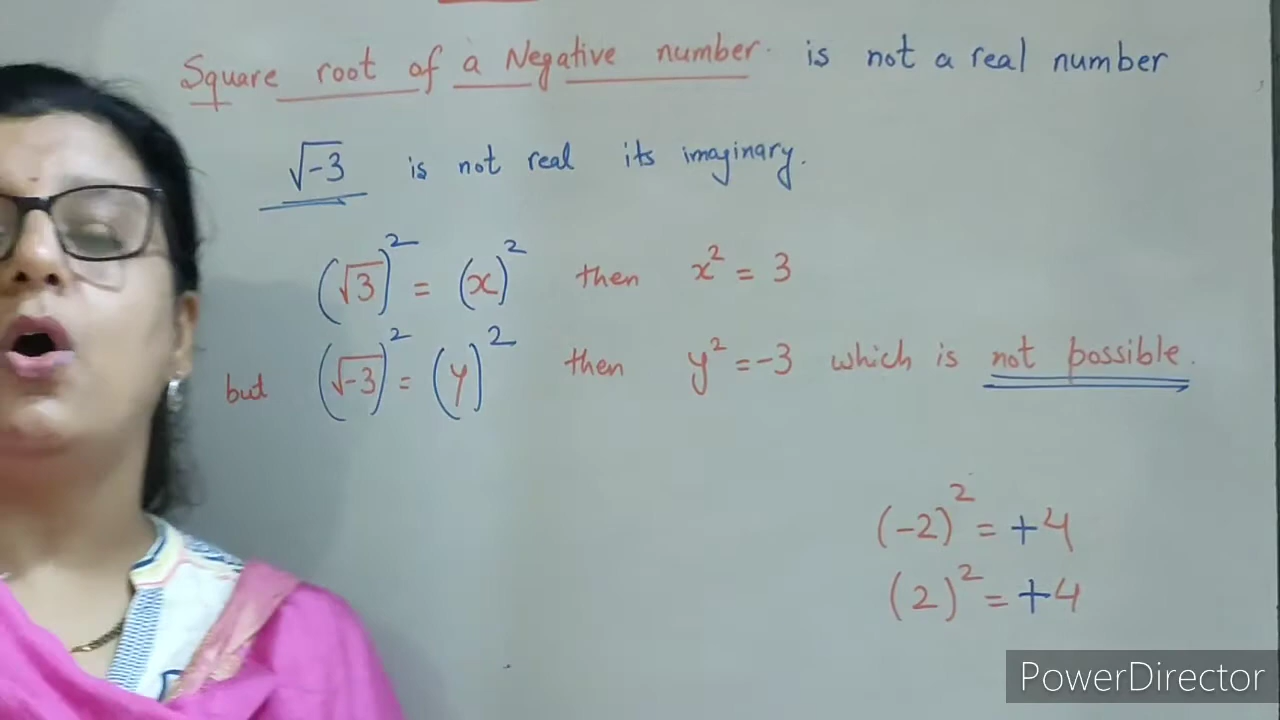 Square root of a Negative number. is not a real number
√-3 is not real its imaginary.
(√3)² = (x)² then x² = 3
but (√-3)² = (y)² then y² = -3 which is not possible.
(-2)² = +4
(2)² = +4
PowerDirector